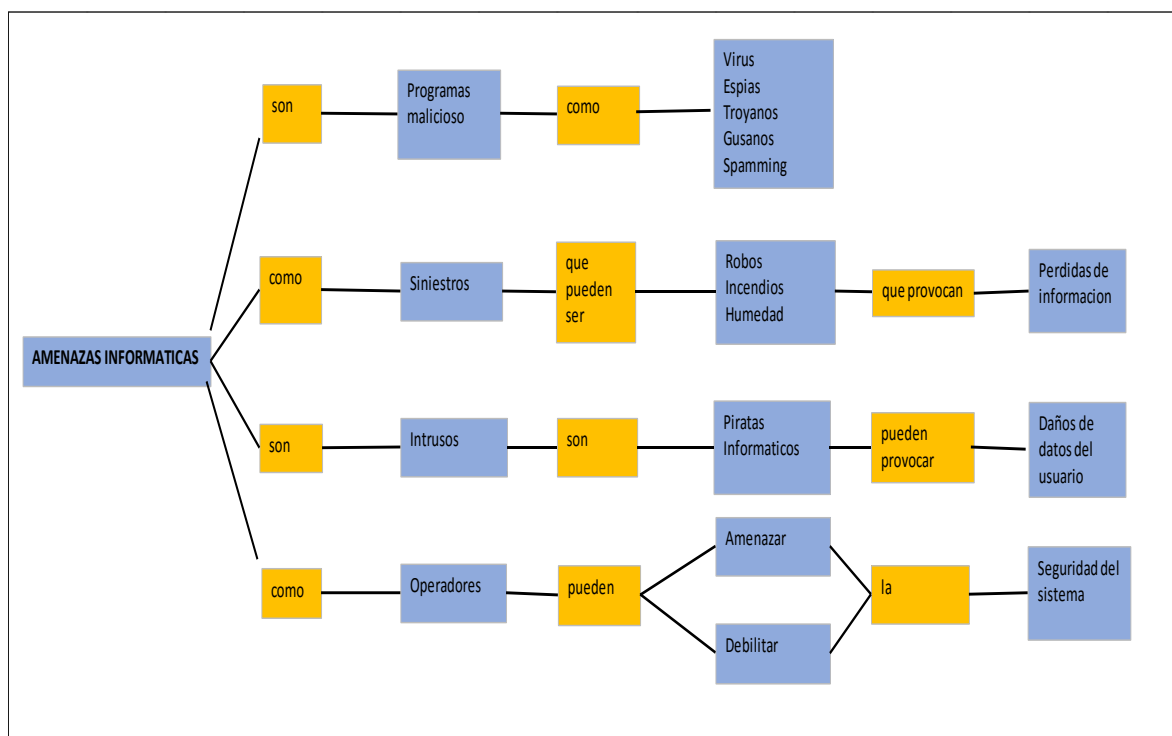 son
Programas
malicioso
como
Virus
Espias
Troyanos
Gusanos
Spamming
como
Siniestros
que
pueden
ser
Robos
Incendios
Humedad
que provocan
Perdidas de
informacion
AMENAZAS INFORMATICAS
son
Intrusos
son
Piratas
Informaticos
pueden
provocar
Daños de
datos del
usuario
como
Operadores
pueden
Amenazar
Debilitar
la
Seguridad del
sistema